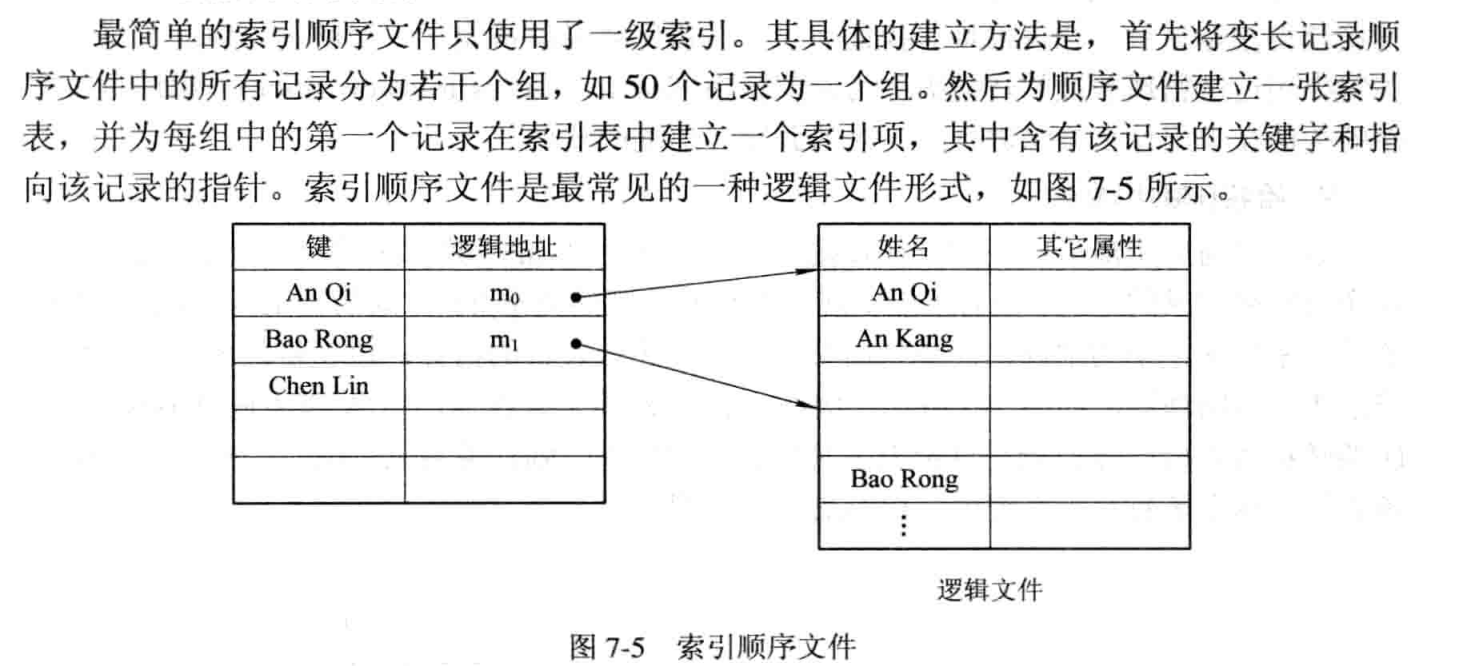 最简单的索引顺序文件只使用了一级索引。其具体的建立方法是，首先将变长记录顺
序文件中的所有记录分为若干个组，如 50 个记录为一个组。然后为顺序文件建立一张索引
表，并为每组中的第一个记录在索引表中建立一个索引项，其中含有该记录的关键字和指
向该记录的指针。索引顺序文件是最常见的一种逻辑文件形式，如图 7-5 所示。
键 逻辑地址
An Qi m₀
Bao Rong m₁
Chen Lin
姓名 其它属性
An Qi
An Kang
Bao Rong
⋮
逻辑文件
图 7-5 索引顺序文件